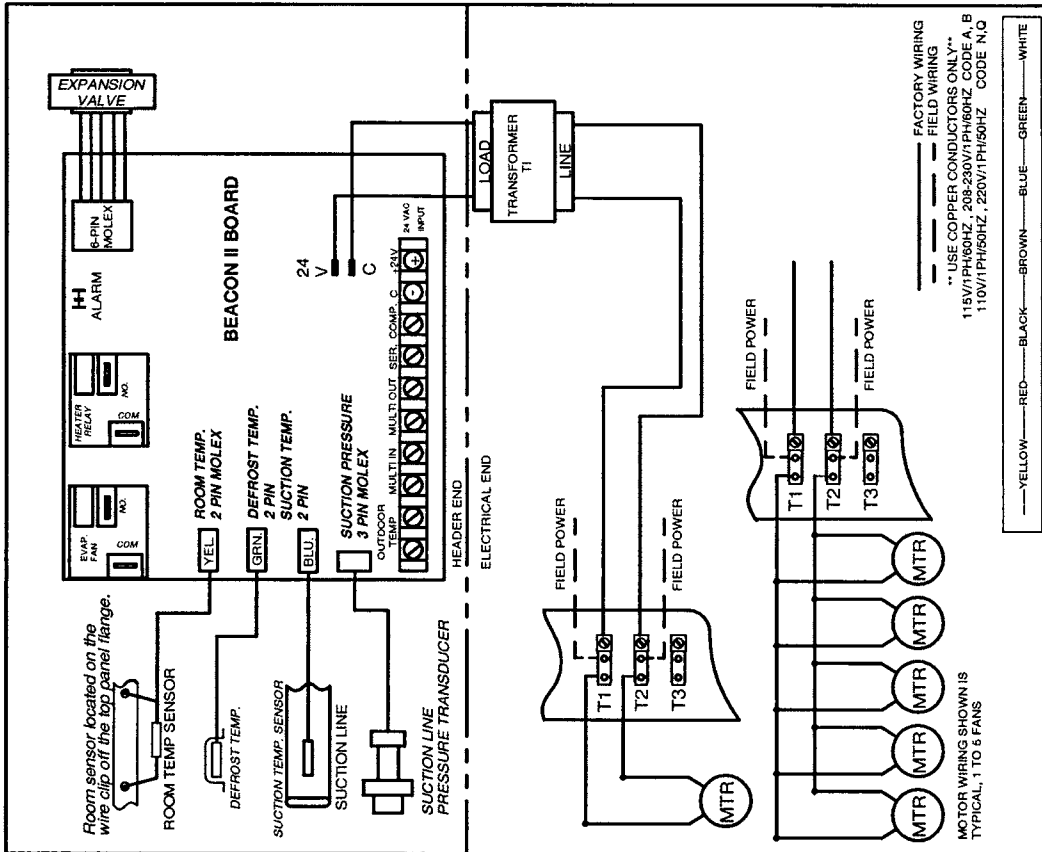 EXPANSION
VALVE
6-PIN
MOLEX
ALARM
HEATER
RELAY
NO.
COM
EVAP.
FAN
NO.
COM
BEACON II BOARD
24
V
C
ROOM TEMP.
2 PIN MOLEX
DEFROST TEMP.
2 PIN
SUCTION TEMP.
2 PIN
SUCTION PRESSURE
3 PIN MOLEX
YEL.
GRN.
BLU.
OUTDOOR
TEMP
MULTI IN
MULTI OUT
SER.
COMP.
C
+24V
24 VAC
INPUT
Room sensor located on the
wire clip off the top panel flange.
ROOM TEMP SENSOR
DEFROST TEMP.
SUCTION TEMP. SENSOR
SUCTION LINE
SUCTION LINE
PRESSURE TRANSDUCER
HEADER END
ELECTRICAL END
LOAD
TRANSFORMER
TI
LINE
FIELD POWER
FIELD POWER
T1
T2
T3
MTR
FIELD POWER
FIELD POWER
T1
T2
T3
MTR
MTR
MTR
MTR
MTR
MOTOR WIRING SHOWN IS
TYPICAL, 1 TO 6 FANS
FACTORY WIRING
FIELD WIRING
** USE COPPER CONDUCTORS ONLY**
115V/1PH/60HZ , 208-230V/1PH/60HZ CODE A, B
110V/1PH/50HZ , 220V/1PH/50HZ CODE N,Q
YELLOW RED BLACK BROWN BLUE GREEN WHITE